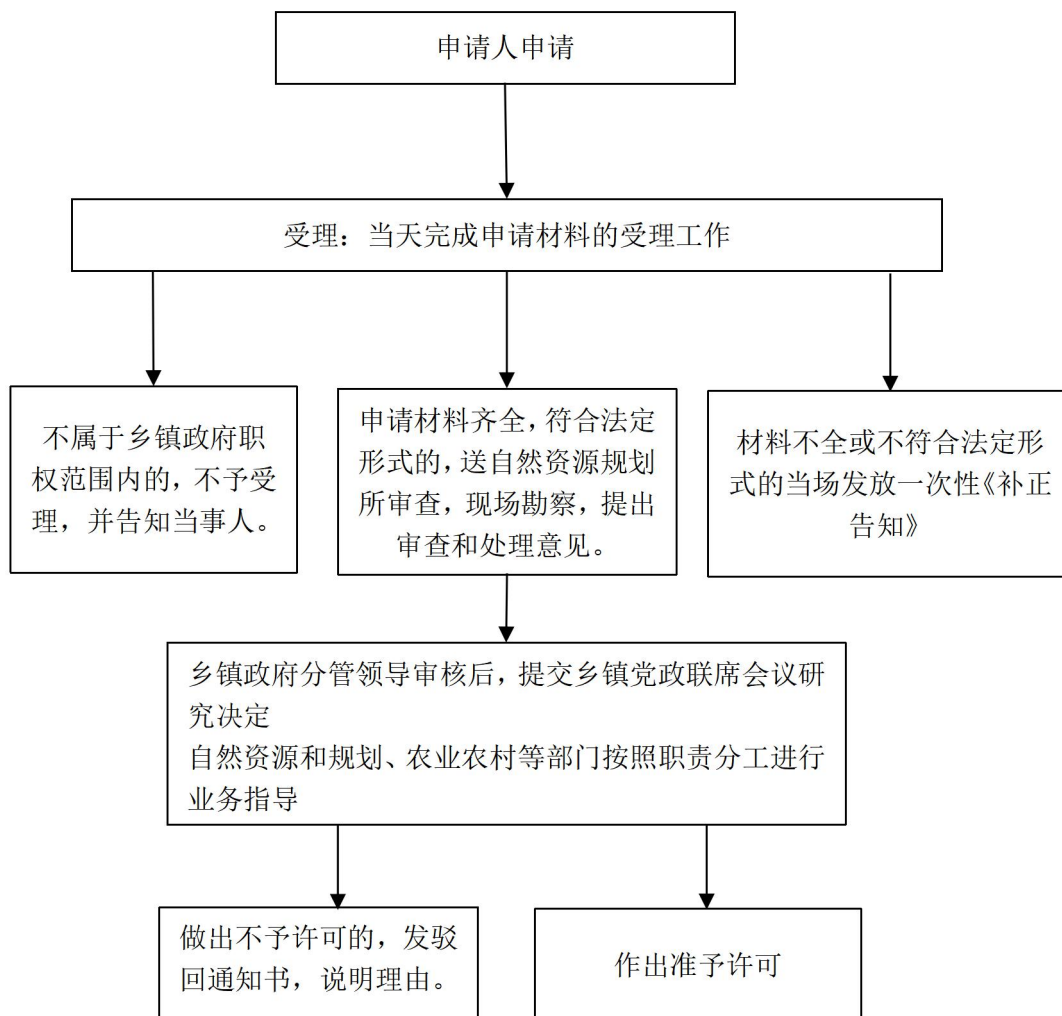 申请人申请
受理：当天完成申请材料的受理工作
不属于乡镇政府职
权范围内的，不予受
理，并告知当事人。
申请材料齐全，符合法定
形式的，送自然资源规划
所审查，现场勘察，提出
审查和处理意见。
材料不全或不符合法定形
式的当场发放一次性《补正
告知》
乡镇政府分管领导审核后，提交乡镇党政联席会议研
究决定
自然资源和规划、农业农村等部门按照职责分工进行
业务指导
做出不予许可的，发驳
回通知书，说明理由。
作出准予许可